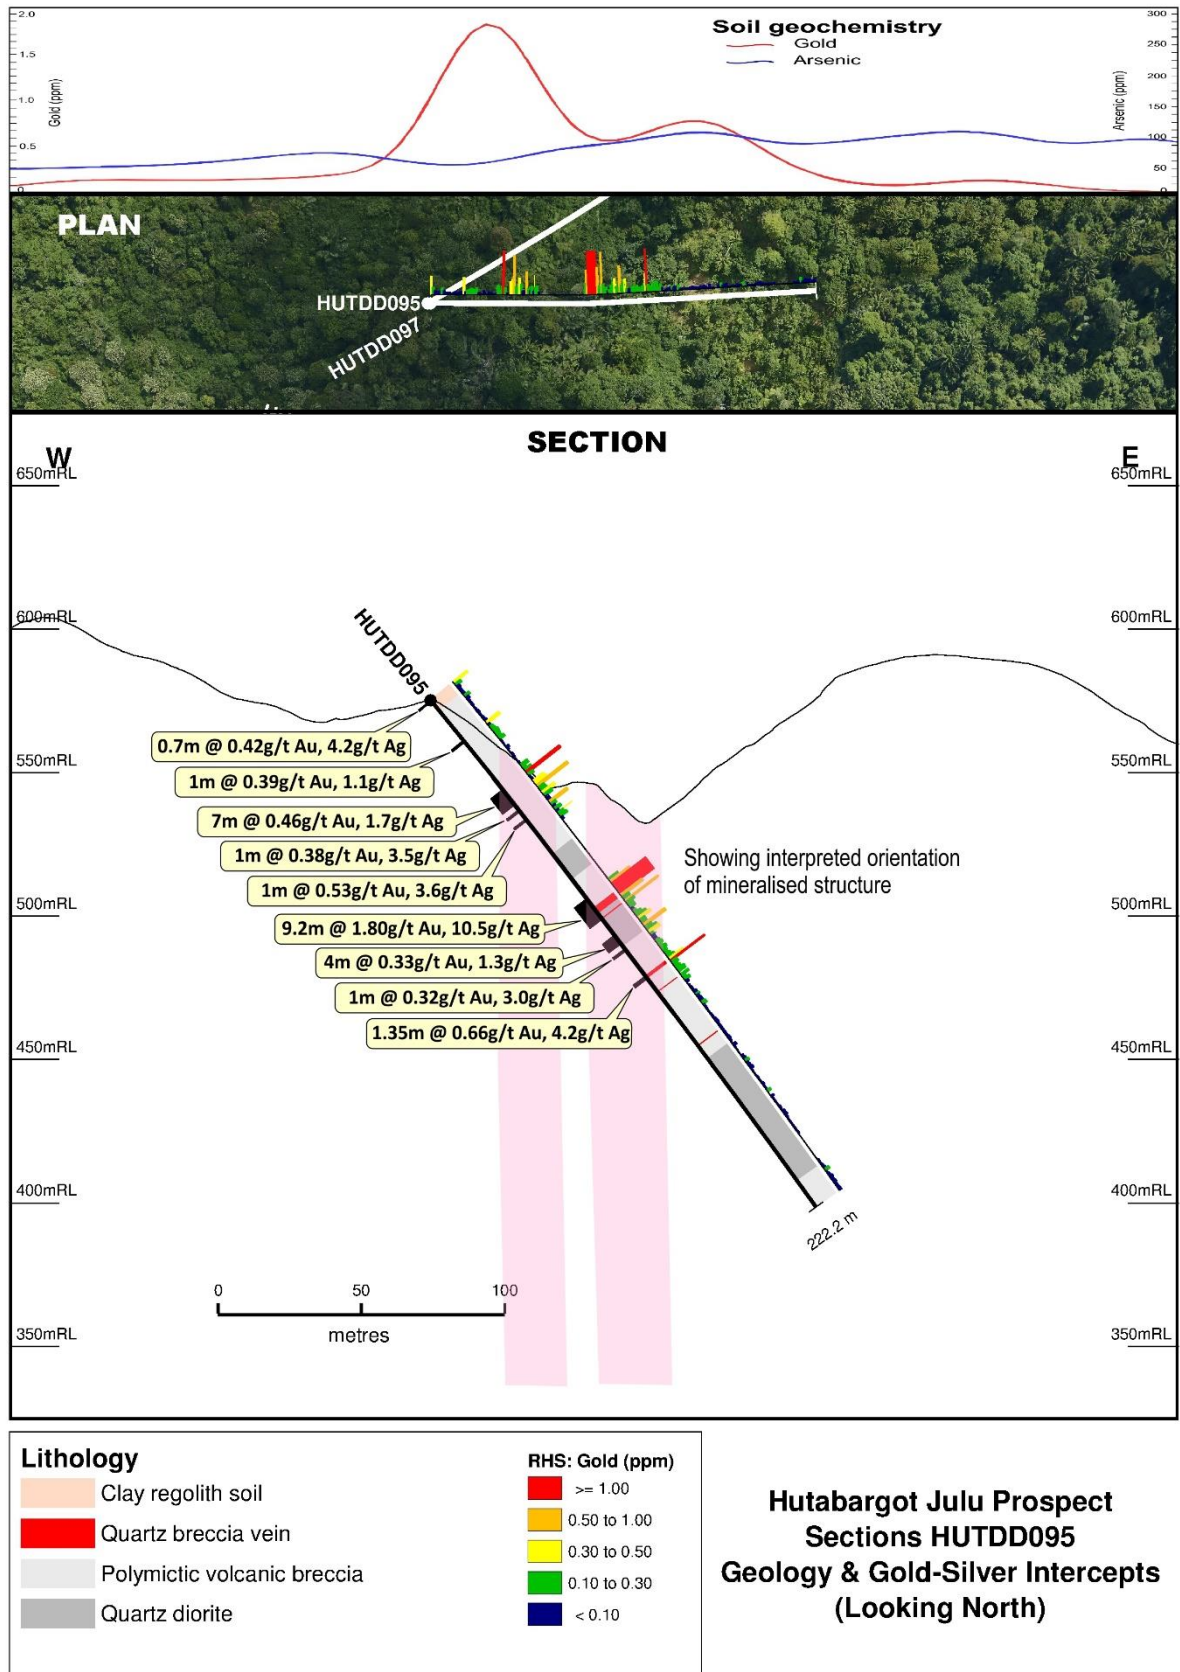 Soil geochemistry
Gold
Arsenic
2.0
1.5
1.0
0.5
0
Gold (ppm)
300
250
200
150
100
50
0
Arsenic (ppm)
PLAN
HUTDD095
HUTDD097
SECTION
W
E
650mRL
650mRL
600mRL
600mRL
550mRL
550mRL
500mRL
500mRL
450mRL
450mRL
400mRL
400mRL
350mRL
350mRL
HUTDD095
0.7m @ 0.42g/t Au, 4.2g/t Ag
1m @ 0.39g/t Au, 1.1g/t Ag
7m @ 0.46g/t Au, 1.7g/t Ag
1m @ 0.38g/t Au, 3.5g/t Ag
1m @ 0.53g/t Au, 3.6g/t Ag
9.2m @ 1.80g/t Au, 10.5g/t Ag
4m @ 0.33g/t Au, 1.3g/t Ag
1m @ 0.32g/t Au, 3.0g/t Ag
1.35m @ 0.66g/t Au, 4.2g/t Ag
Showing interpreted orientation
of mineralised structure
222.2 m
0 50 100
metres
Lithology
Clay regolith soil
Quartz breccia vein
Polymictic volcanic breccia
Quartz diorite
RHS: Gold (ppm)
>= 1.00
0.50 to 1.00
0.30 to 0.50
0.10 to 0.30
< 0.10
Hutabargot Julu Prospect
Sections HUTDD095
Geology & Gold-Silver Intercepts
(Looking North)